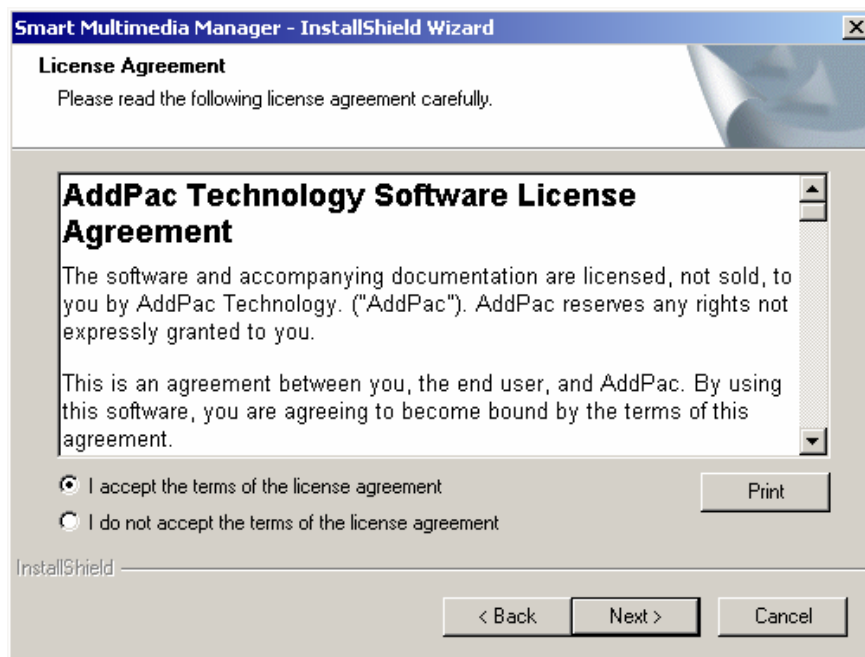 Smart Multimedia Manager - InstallShield Wizard
License Agreement
Please read the following license agreement carefully.
AddPac Technology Software License
Agreement
The software and accompanying documentation are licensed, not sold, to
you by AddPac Technology. ("AddPac"). AddPac reserves any rights not
expressly granted to you.
This is an agreement between you, the end user, and AddPac. By using
this software, you are agreeing to become bound by the terms of this
agreement.
I accept the terms of the license agreement
Print
I do not accept the terms of the license agreement
InstallShield
< Back
Next >
Cancel